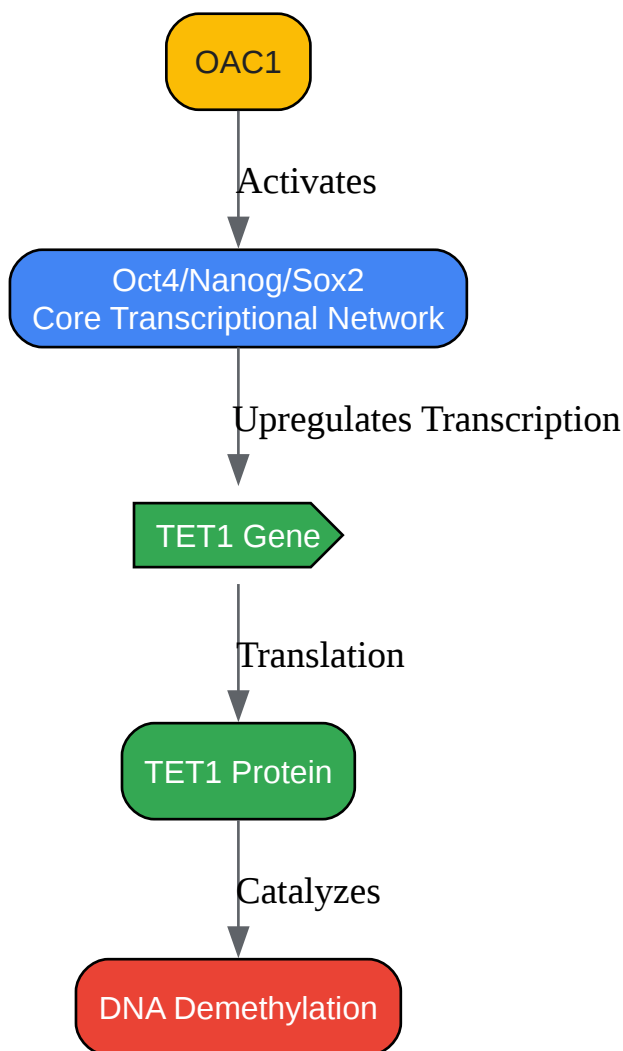 OAC1
Activates
Oct4/Nanog/Sox2
Core Transcriptional Network
Upregulates Transcription
TET1 Gene
Translation
TET1 Protein
Catalyzes
DNA Demethylation